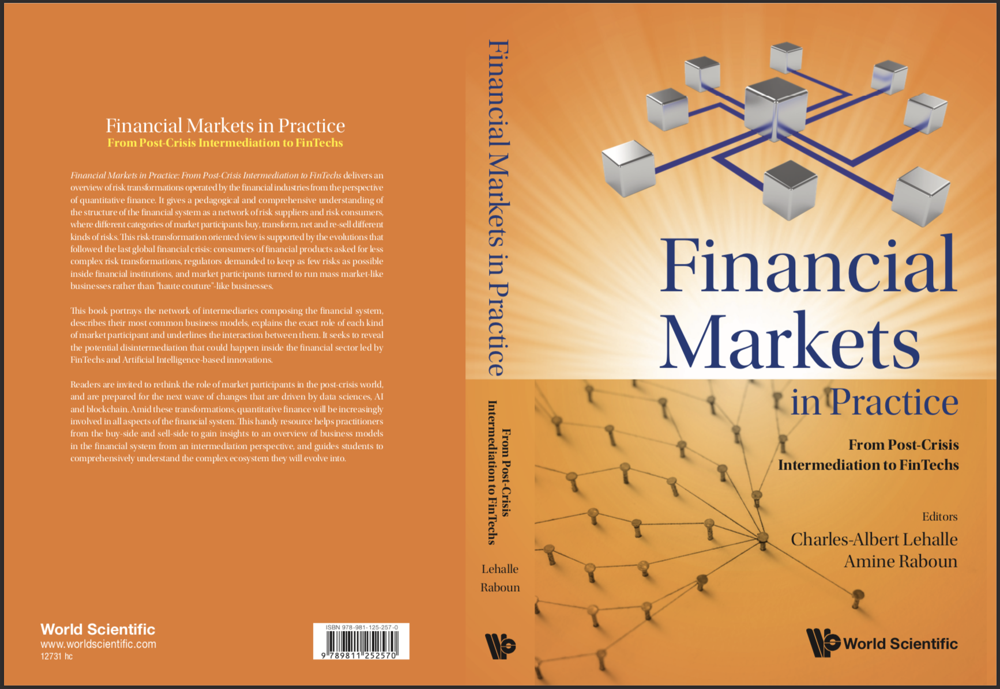 Financial Markets in Practice
From Post-Crisis Intermediation to FinTechs
Financial Markets in Practice: From Post-Crisis Intermediation to FinTechs delivers an
overview of risk transformations operated by the financial industries from the perspective
of quantitative finance. It gives a pedagogical and comprehensive understanding of
the structure of the financial system as a network of risk suppliers and risk consumers,
where different categories of market participants buy, transform, net and re-sell different
kinds of risks. This risk-transformation oriented view is supported by the evolutions that
followed the last global financial crisis: consumers of financial products asked for less
complex risk transformations, regulators demanded to keep as few risks as possible
inside financial institutions, and market participants turned to run mass market-like
businesses rather than "haute couture"-like businesses.
This book portrays the network of intermediaries composing the financial system,
describes their most common business models, explains the exact role of each kind
of market participant and underlines the interaction between them. It seeks to reveal
the potential disintermediation that could happen inside the financial sector led by
FinTechs and Artificial Intelligence-based innovations.
Readers are invited to rethink the role of market participants in the post-crisis world,
and are prepared for the next wave of changes that are driven by data sciences, AI
and blockchain. Amid these transformations, quantitative finance will be increasingly
involved in all aspects of the financial system. This handy resource helps practitioners
from the buy-side and sell-side to gain insights to an overview of business models
in the financial system from an intermediation perspective, and guides students to
comprehensively understand the complex ecosystem they will evolve into.
World Scientific
www.worldscientific.com
12731 hc
ISBN 978-981-125-257-0
9 789811 252570
Financial Markets in Practice
From Post-Crisis
Intermediation to FinTechs
Lehalle
Raboun
Financial
Markets
in Practice
From Post-Crisis
Intermediation to FinTechs
Editors
Charles-Albert Lehalle
Amine Raboun
World Scientific